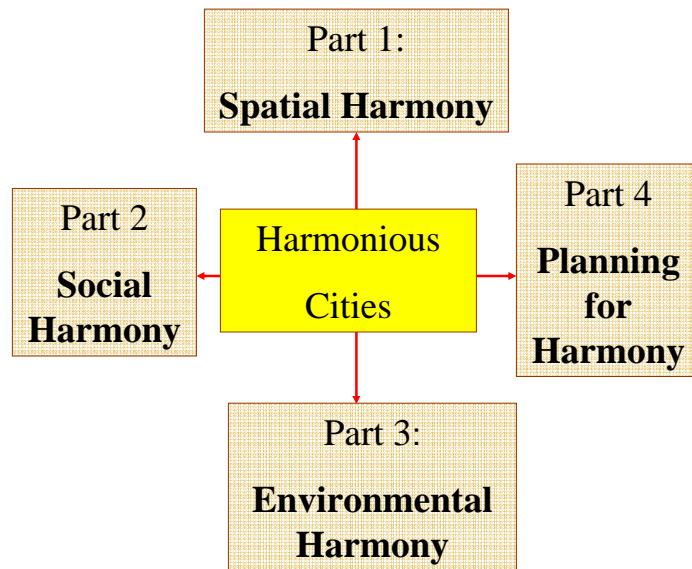 Part 1:
Spatial Harmony
Part 2
Social
Harmony
Harmonious
Cities
Part 4
Planning
for
Harmony
Part 3:
Environmental
Harmony